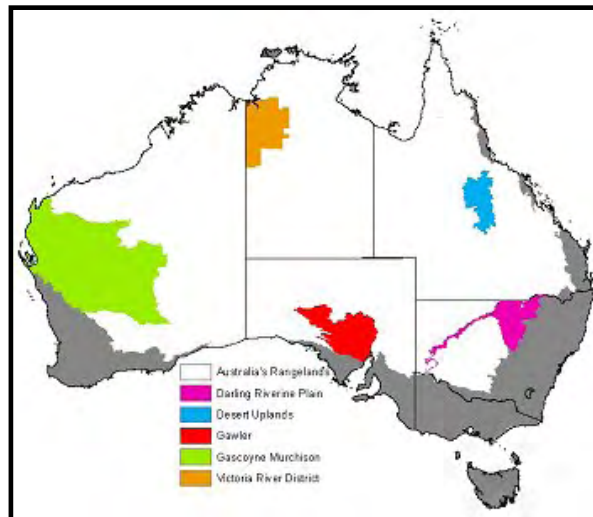 Australia's Rangelands
Darling Riverine Plain
Desert Uplands
Gawler
Gascoyne Murchison
Victoria River District